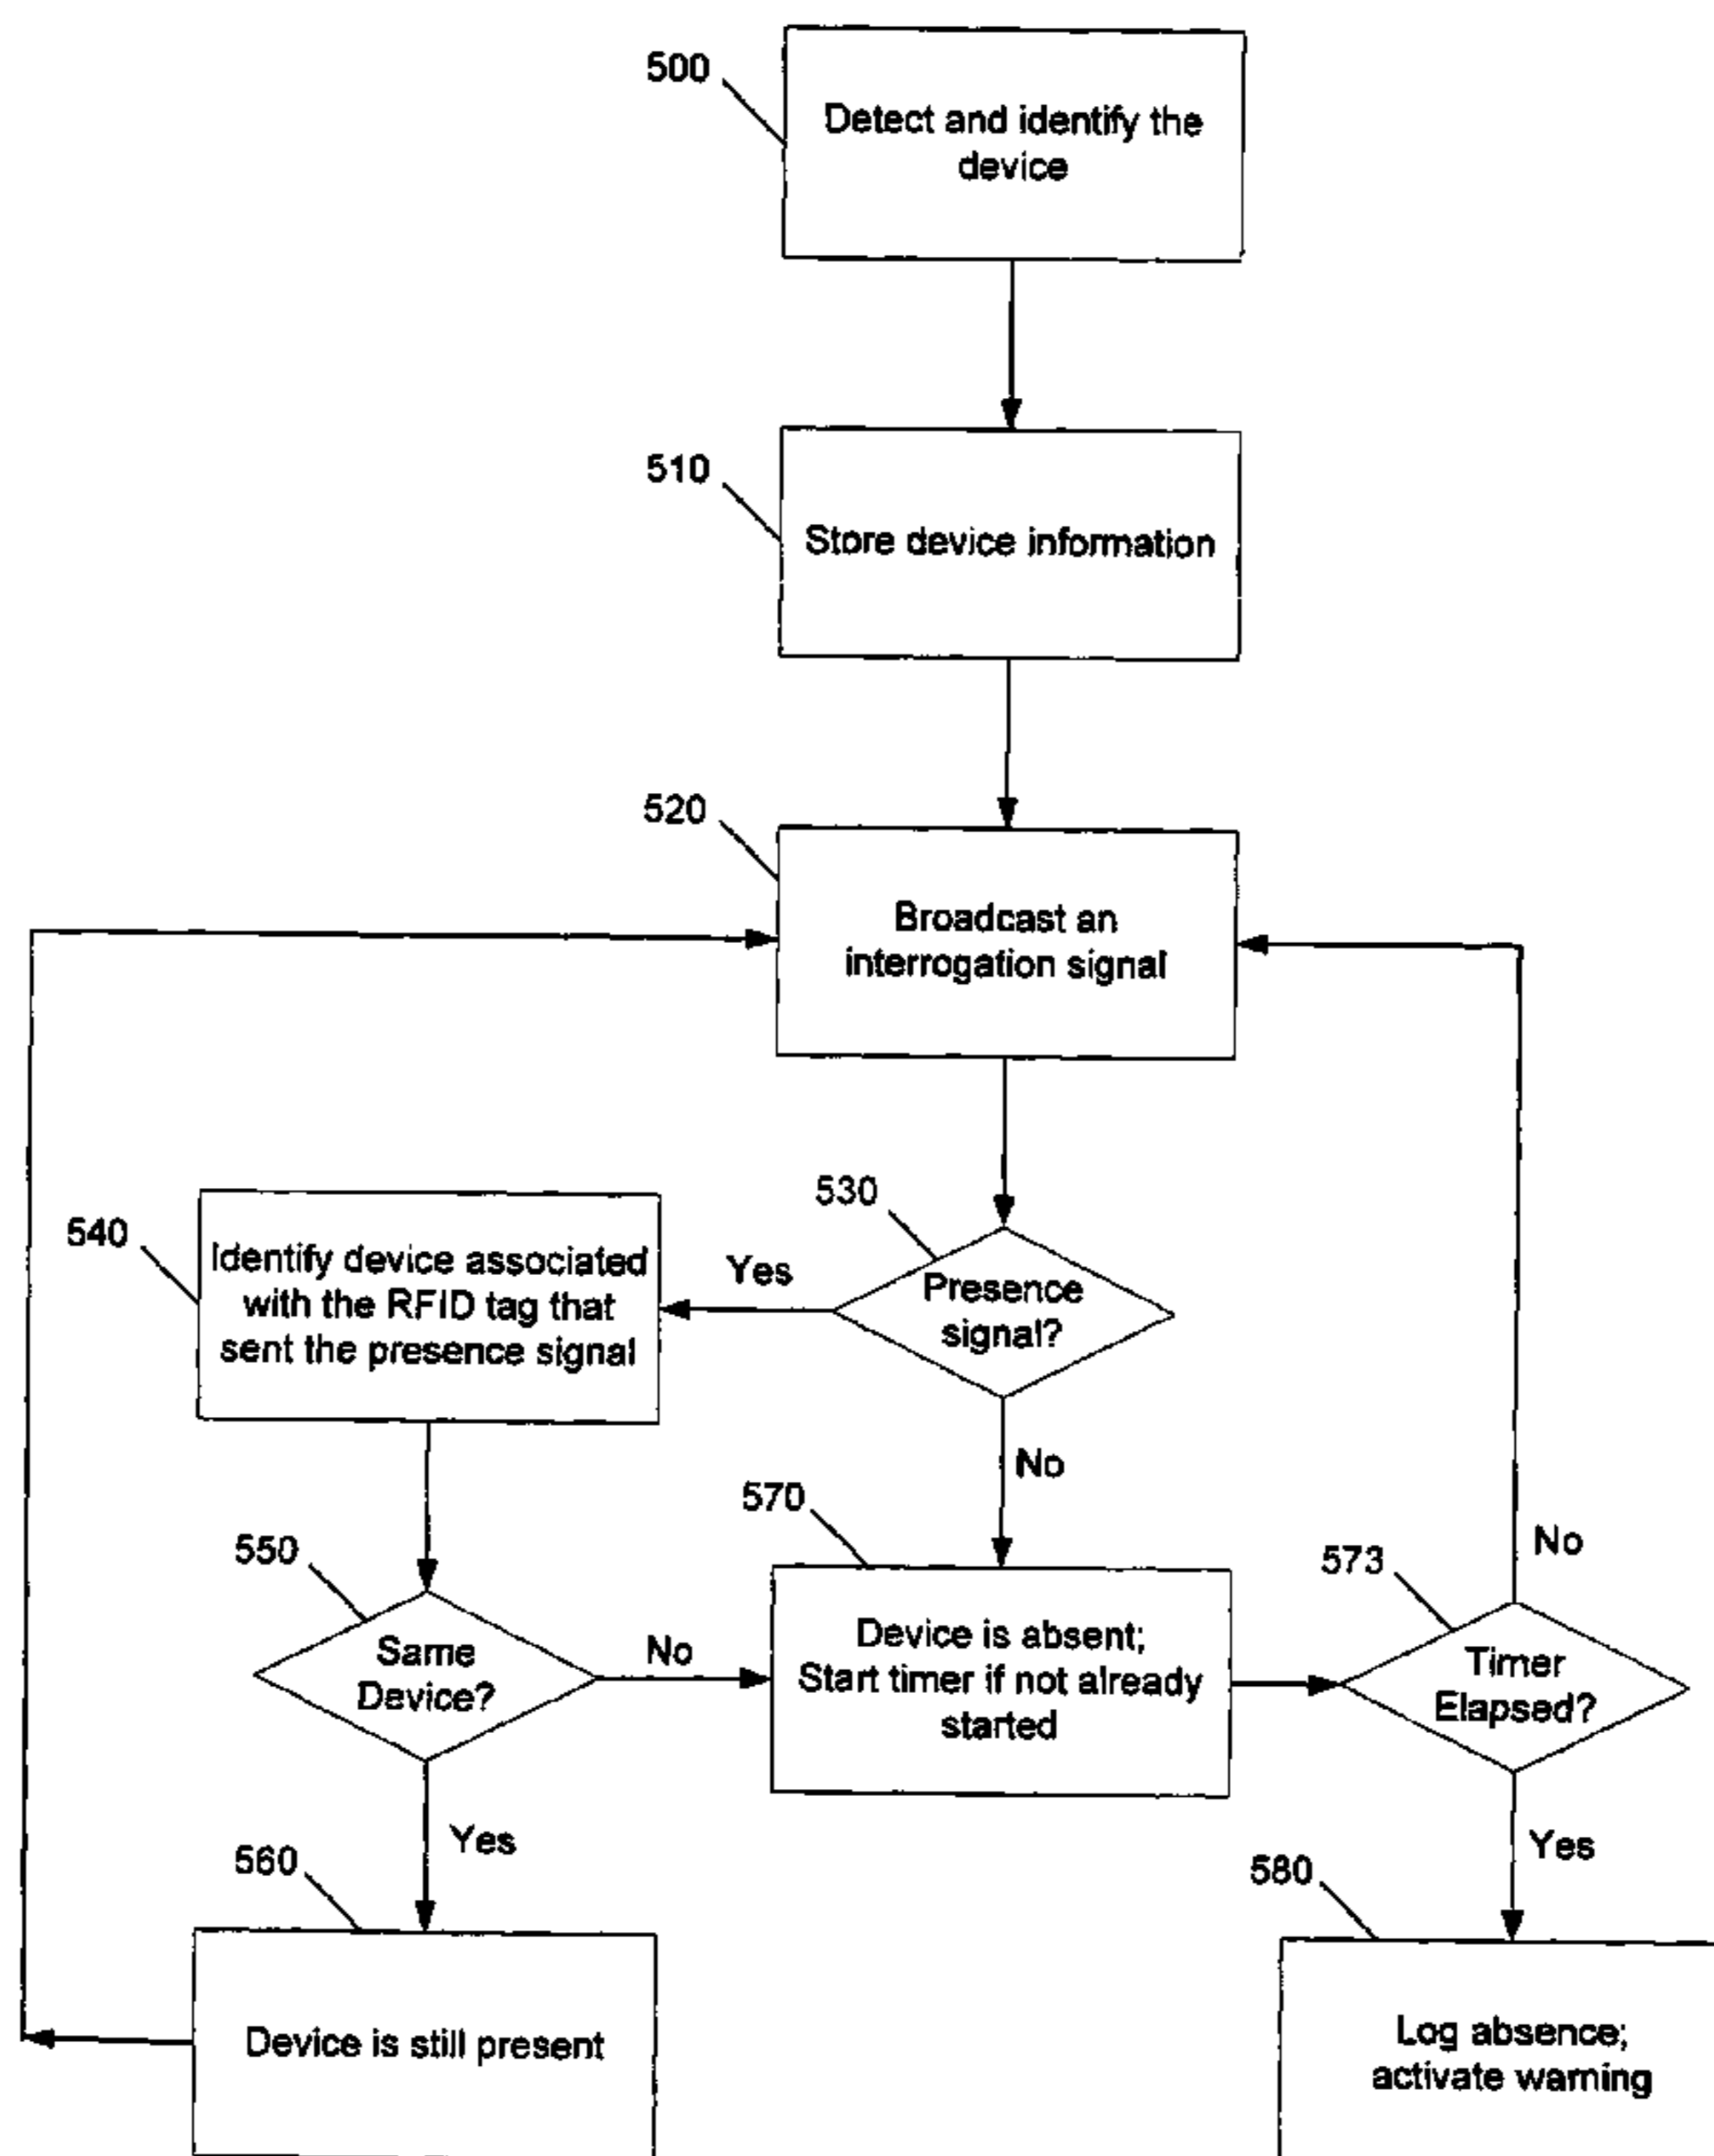 500
Detect and identify the
device
510
Store device information
520
Broadcast an
interrogation signal
530
Presence
signal?
Yes
No
540
Identify device associated
with the RFID tag that
sent the presence signal
550
Same
Device?
No
Yes
570
Device is absent;
Start timer if not already
started
573
Timer
Elapsed?
No
Yes
560
Device is still present
580
Log absence;
activate warning